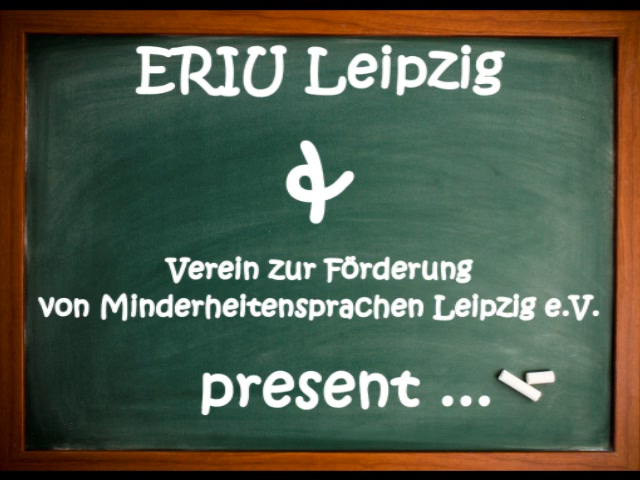 ERIU Leipzig
&
Verein zur Förderung
von Minderheitensprachen Leipzig e.V.
present ...